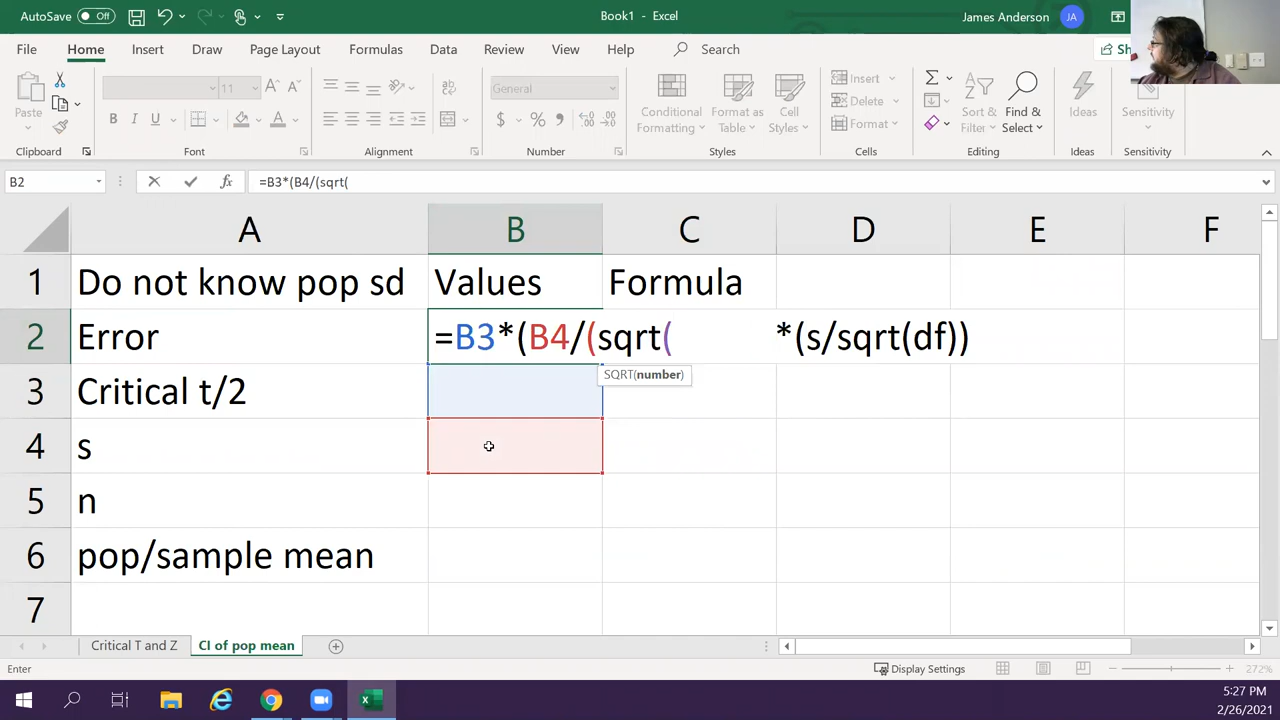 AutoSave Off
Book1 - Excel
James Anderson JA
File Home Insert Draw Page Layout Formulas Data Review View Help Search
Paste
Clipboard
11
Font
Alignment
General
Number
Conditional Formatting
Format as Table
Cell Styles
Styles
Insert
Delete
Format
Cells
Sort & Filter
Find & Select
Editing
Ideas
Ideas
Sensitivity
Sensitivity
B2 fx =B3*(B4/(sqrt(
A B C D E F
1 Do not know pop sd Values Formula
2 Error =B3*(B4/(sqrt( *(s/sqrt(df))
SQRT(number)
3 Critical t/2
4 s
5 n
6 pop/sample mean
7
Critical T and Z CI of pop mean
Enter Display Settings 272%
5:27 PM
2/26/2021